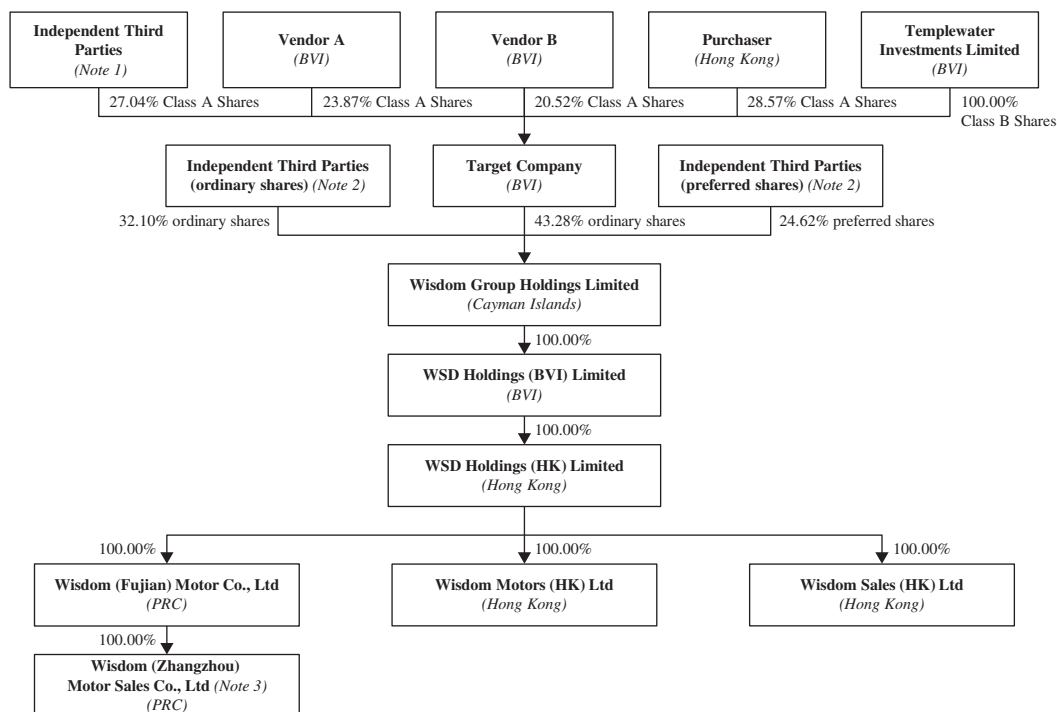 Independent Third
Parties
(Note 1)
Vendor A
(BVI)
Vendor B
(BVI)
Purchaser
(Hong Kong)
Templewater
Investments Limited
(BVI)
27.04% Class A Shares
23.87% Class A Shares
20.52% Class A Shares
28.57% Class A Shares
100.00%
Class B Shares
Independent Third Parties
(ordinary shares) (Note 2)
Target Company
(BVI)
Independent Third Parties
(preferred shares) (Note 2)
32.10% ordinary shares
43.28% ordinary shares
24.62% preferred shares
Wisdom Group Holdings Limited
(Cayman Islands)
100.00%
WSD Holdings (BVI) Limited
(BVI)
100.00%
WSD Holdings (HK) Limited
(Hong Kong)
100.00%
100.00%
100.00%
Wisdom (Fujian) Motor Co., Ltd
(PRC)
Wisdom Motors (HK) Ltd
(Hong Kong)
Wisdom Sales (HK) Ltd
(Hong Kong)
100.00%
Wisdom (Zhangzhou)
Motor Sales Co., Ltd (Note 3)
(PRC)